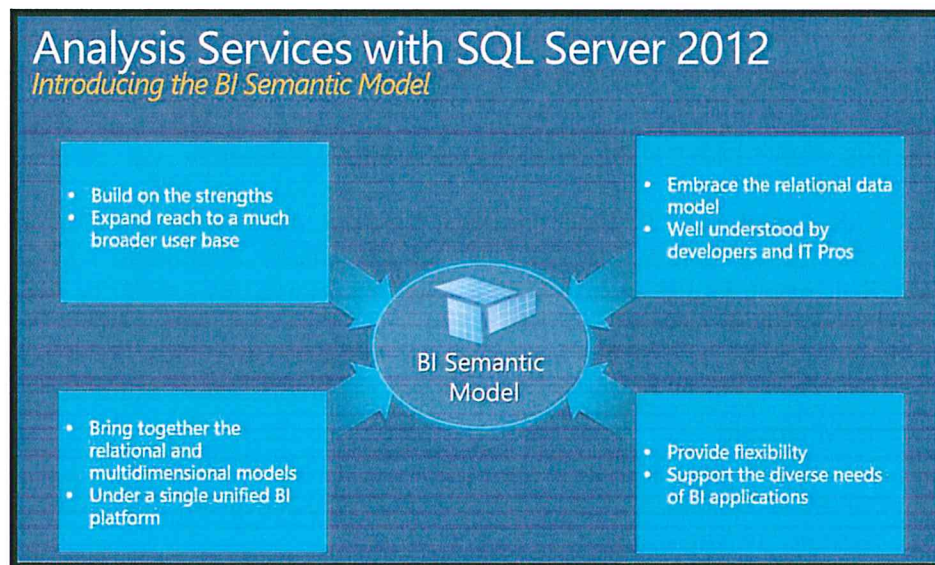 Analysis Services with SQL Server 2012
Introducing the BI Semantic Model
• Build on the strengths
• Expand reach to a much
broader user base
• Embrace the relational data
model
• Well understood by
developers and IT Pros
BI Semantic
Model
• Bring together the
relational and
multidimensional models
• Under a single unified BI
platform
• Provide flexibility
• Support the diverse needs
of BI applications